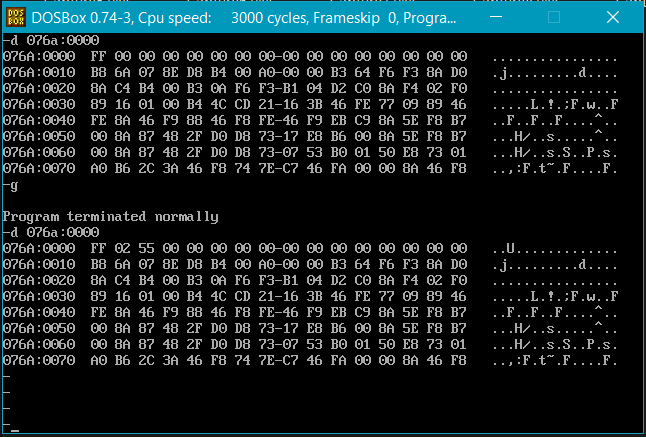 DOS
BOX
DOSBox 0.74-3, Cpu speed: 3000 cycles, Frameskip 0, Progra...
-d 076a:0000
076A:0000 FF 00 00 00 00 00 00 00-00 00 00 00 00 00 00 00 ................
076A:0010 B8 6A 07 8E D8 B4 00 A0-00 00 B3 64 F6 F3 8A D0 .j.........d....
076A:0020 8A C4 B4 00 B3 0A F6 F3-B1 04 D2 C0 8A F4 02 F0 ................
076A:0030 89 16 01 00 B4 4C CD 21-16 3B 46 FE 77 09 89 46 .....L.!.;F.w..F
076A:0040 FE 8A 46 F9 88 46 F8 FE-46 F9 EB C9 8A 5E F8 B7 ..F..F..F....^..
076A:0050 00 8A 87 48 2F D0 D8 73-17 E8 B6 00 8A 5E F8 B7 ...H/..s.....^..
076A:0060 00 8A 87 48 2F D0 D8 73-07 53 B0 01 50 E8 73 01 ...H/..s.S..P.s.
076A:0070 A0 B6 2C 3A 46 F8 74 7E-C7 46 FA 00 00 8A 46 F8 ..,:F.t~.F....F.
-g
Program terminated normally
-d 076a:0000
076A:0000 FF 02 55 00 00 00 00 00-00 00 00 00 00 00 00 00 ..U.............
076A:0010 B8 6A 07 8E D8 B4 00 A0-00 00 B3 64 F6 F3 8A D0 .j.........d....
076A:0020 8A C4 B4 00 B3 0A F6 F3-B1 04 D2 C0 8A F4 02 F0 ................
076A:0030 89 16 01 00 B4 4C CD 21-16 3B 46 FE 77 09 89 46 .....L.!.;F.w..F
076A:0040 FE 8A 46 F9 88 46 F8 FE-46 F9 EB C9 8A 5E F8 B7 ..F..F..F....^..
076A:0050 00 8A 87 48 2F D0 D8 73-17 E8 B6 00 8A 5E F8 B7 ...H/..s.....^..
076A:0060 00 8A 87 48 2F D0 D8 73-07 53 B0 01 50 E8 73 01 ...H/..s.S..P.s.
076A:0070 A0 B6 2C 3A 46 F8 74 7E-C7 46 FA 00 00 8A 46 F8 ..,:F.t~.F....F.
-
-
-
-_